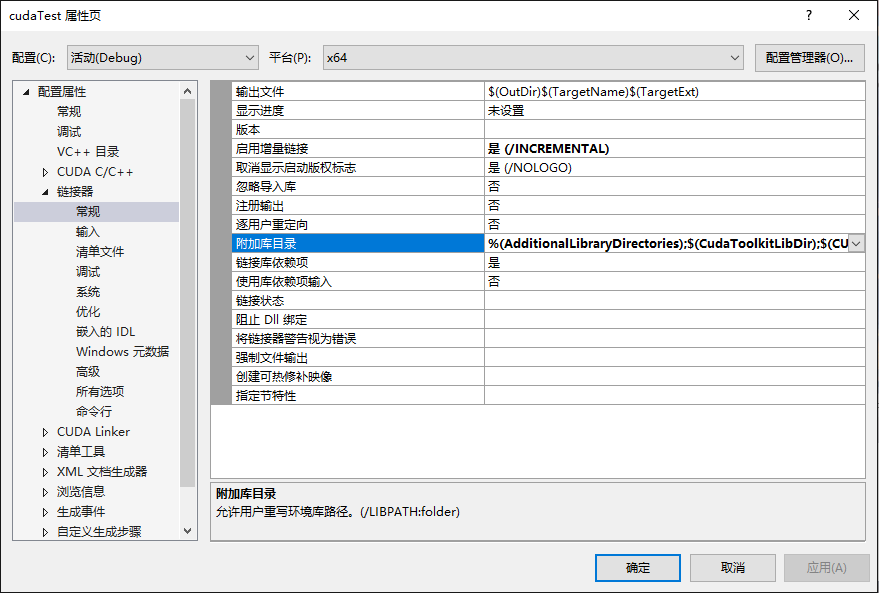 cudaTest 属性页
配置(C): 活动(Debug) 平台(P): x64 配置管理器(O)...
配置属性
常规
调试
VC++ 目录
CUDA C/C++
链接器
常规
输入
清单文件
调试
系统
优化
嵌入的 IDL
Windows 元数据
高级
所有选项
命令行
CUDA Linker
清单工具
XML 文档生成器
浏览信息
生成事件
自定义生成步骤
输出文件 $(OutDir)$(TargetName)$(TargetExt)
显示进度 未设置
版本
启用增量链接 是 (/INCREMENTAL)
取消显示启动版权标志 是 (/NOLOGO)
忽略导入库 否
注册输出 否
逐用户重定向 否
附加库目录 %(AdditionalLibraryDirectories);$(CudaToolkitLibDir);$(CU
链接库依赖项 是
使用库依赖项输入 否
链接状态
阻止 Dll 绑定
将链接器警告视为错误
强制文件输出
创建可热修补映像
指定节特性
附加库目录
允许用户重写环境库路径。(/LIBPATH:folder)
确定 取消 应用(A)